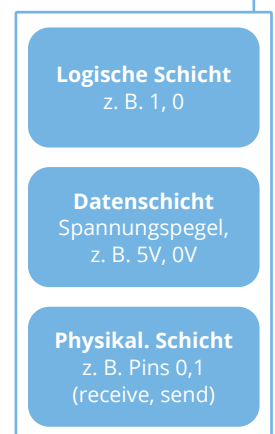 Logische Schicht
z. B. 1, 0
Datenschicht
Spannungspegel,
z. B. 5V, 0V
Physikal. Schicht
z. B. Pins 0,1
(receive, send)